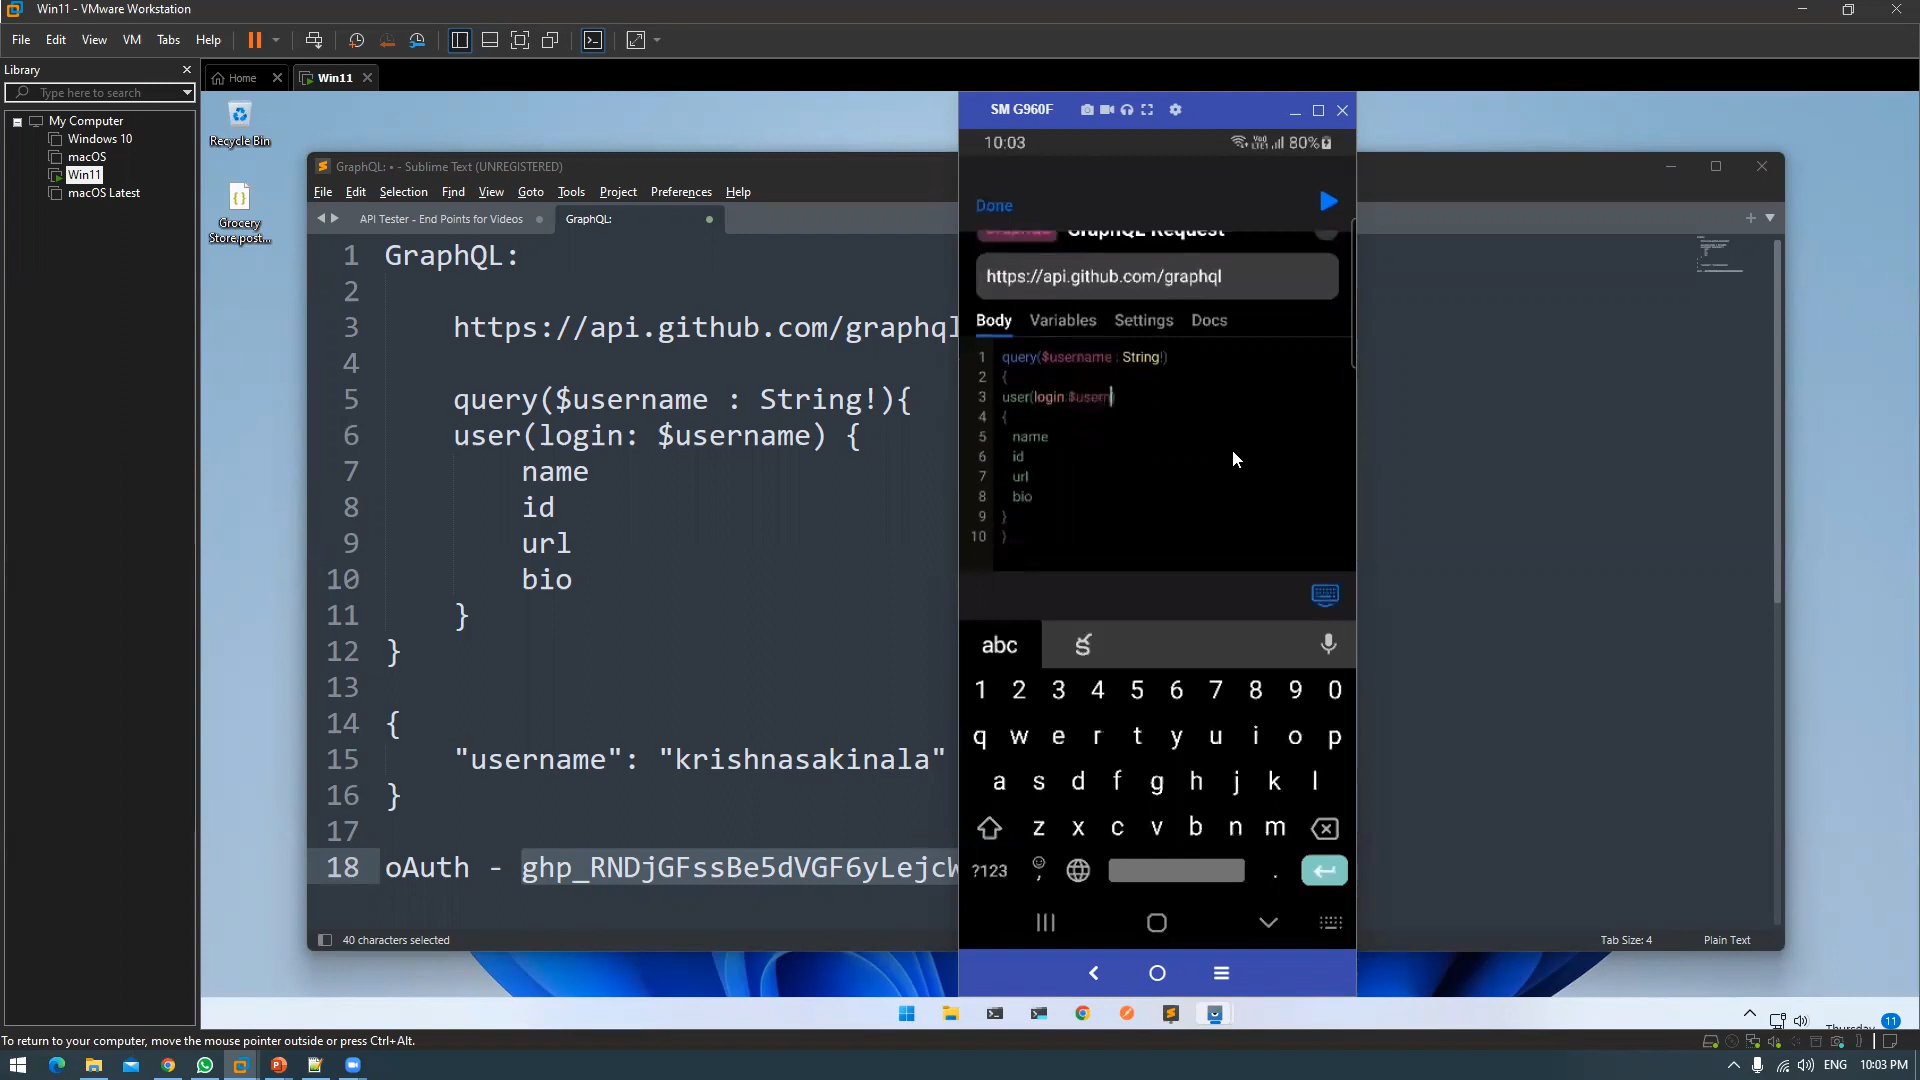 Win11 - VMware Workstation
File Edit View VM Tabs Help
Library
Type here to search
My Computer
Windows 10
macOS
Win11
macOS Latest
Home
Win11
Recycle Bin
Grocery
Store.post...
GraphQL: • - Sublime Text (UNREGISTERED)
File Edit Selection Find View Goto Tools Project Preferences Help
API Tester - End Points for Videos
GraphQL:
1 GraphQL:
2
3 https://api.github.com/graphql
4
5 query($username : String!){
6 user(login: $username) {
7 name
8 id
9 url
10 bio
11 }
12 }
13
14 {
15 "username": "krishnasakinala"
16 }
17
18 oAuth - ghp_RNDjGFssBe5dVGF6yLejcW
40 characters selected
Tab Size: 4
Plain Text
SM G960F
10:03
80%
Done
GraphQL Request
https://api.github.com/graphql
Body Variables Settings Docs
1 query($username : String!)
2 {
3 user(login $usern)
4 {
5 name
6 id
7 url
8 bio
9 }
10 }
abc
1 2 3 4 5 6 7 8 9 0
q w e r t y u i o p
a s d f g h j k l
z x c v b n m
?123 , .
Thursday
11
To return to your computer, move the mouse pointer outside or press Ctrl+Alt.
ENG 10:03 PM